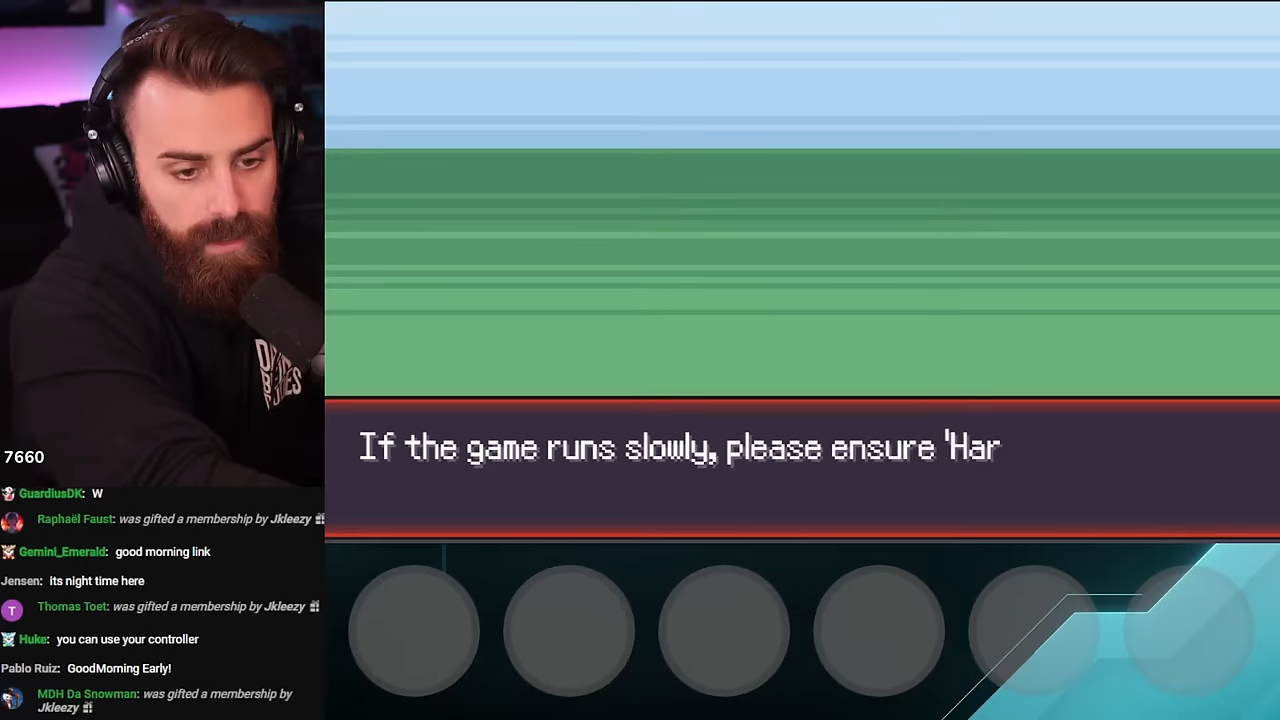 If the game runs slowly, please ensure 'Har
7660
GuardiusDK: W
Raphaël Faust: was gifted a membership by Jkleezy
Gemini_Emerald: good morning link
Jensen: its night time here
T
Thomas Toet: was gifted a membership by Jkleezy
Huke: you can use your controller
Pablo Ruiz: GoodMorning Early!
MDH Da Snowman: was gifted a membership by
Jkleezy